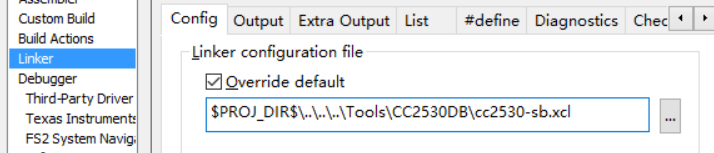 Assembler
Custom Build
Build Actions
Linker
Debugger
Third-Party Driver
Texas Instruments
FS2 System Naviga
Config Output Extra Output List #define Diagnostics Chec
Linker configuration file
Override default
$PROJ_DIR$\..\..\..\Tools\CC2530DB\cc2530-sb.xcl
...